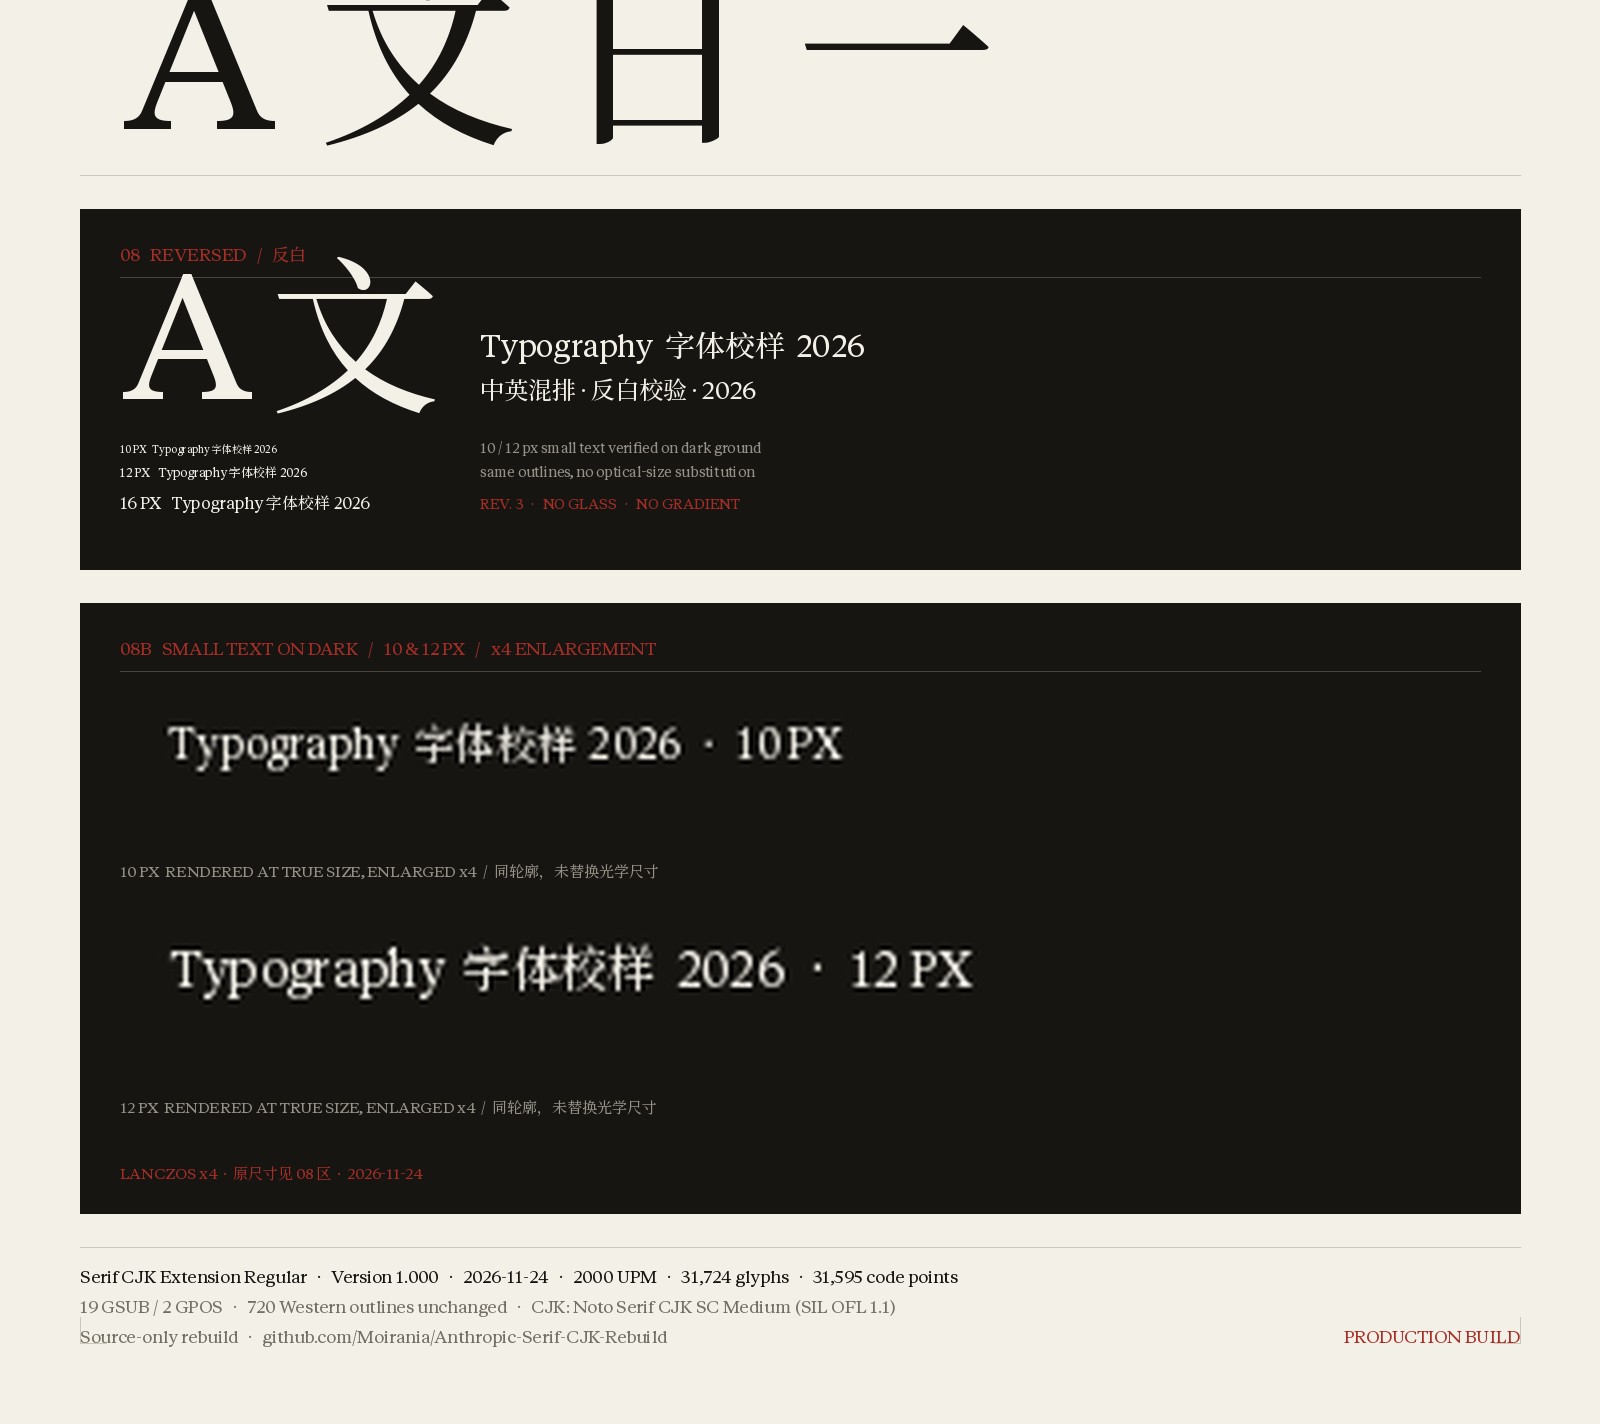 A 文 日 一
08 REVERSED / 反白
A 文
Typography 字体校样 2026
中英混排 · 反白校验 · 2026
10 PX Typography 字体校样 2026
12 PX Typography 字体校样 2026
16 PX Typography 字体校样 2026
10 / 12 px small text verified on dark ground
same outlines, no optical-size substitution
REV. 3 · NO GLASS · NO GRADIENT
08B SMALL TEXT ON DARK / 10 & 12 PX / x4 ENLARGEMENT
Typography 字体校样 2026 · 10 PX
10 PX RENDERED AT TRUE SIZE, ENLARGED x4 / 同轮廓，未替换光学尺寸
Typography 字体校样 2026 · 12 PX
12 PX RENDERED AT TRUE SIZE, ENLARGED x4 / 同轮廓，未替换光学尺寸
LANCZOS x4 · 原尺寸见 08 区 · 2026-11-24
Serif CJK Extension Regular · Version 1.000 · 2026-11-24 · 2000 UPM · 31,724 glyphs · 31,595 code points
19 GSUB / 2 GPOS · 720 Western outlines unchanged · CJK: Noto Serif CJK SC Medium (SIL OFL 1.1)
Source-only rebuild · github.com/Moirania/Anthropic-Serif-CJK-Rebuild
PRODUCTION BUILD